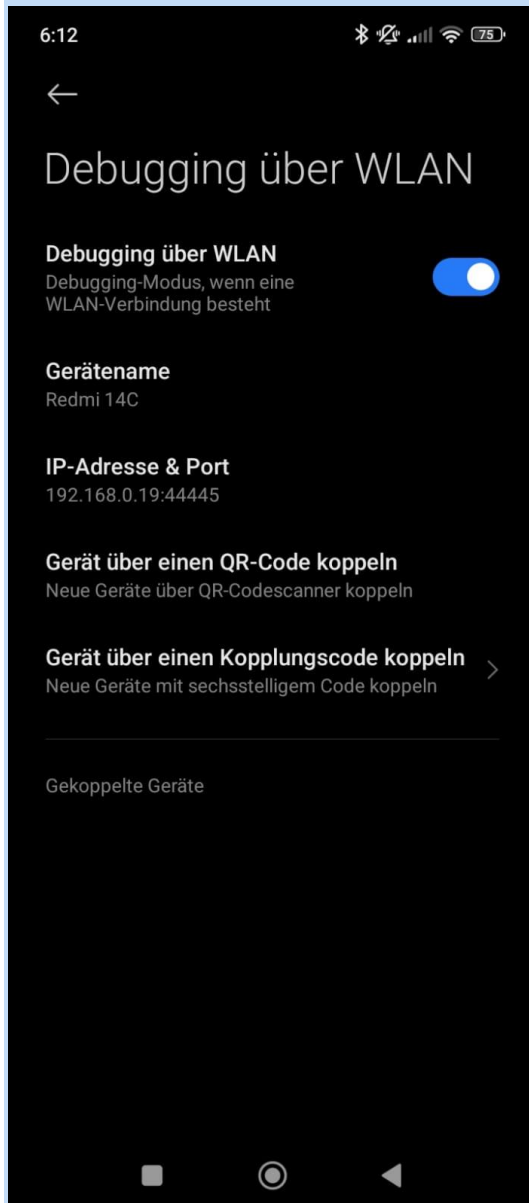 6:12
75
Debugging über WLAN
Debugging über WLAN
Debugging-Modus, wenn eine
WLAN-Verbindung besteht
Gerätename
Redmi 14C
IP-Adresse & Port
192.168.0.19:44445
Gerät über einen QR-Code koppeln
Neue Geräte über QR-Codescanner koppeln
Gerät über einen Kopplungscode koppeln
Neue Geräte mit sechsstelligem Code koppeln
Gekoppelte Geräte